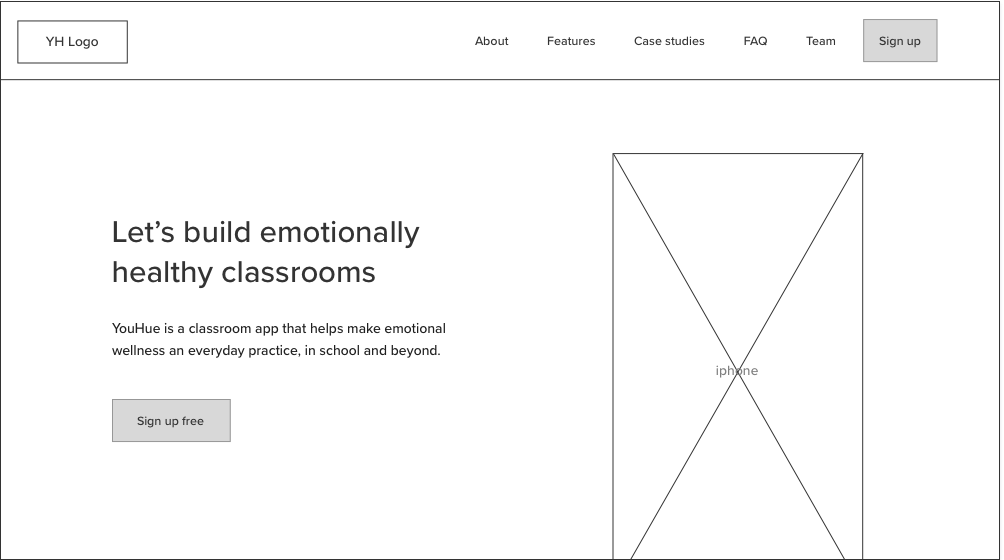 YH Logo
About Features Case studies FAQ Team Sign up
Let’s build emotionally
healthy classrooms
YouHue is a classroom app that helps make emotional
wellness an everyday practice, in school and beyond.
Sign up free
iphone